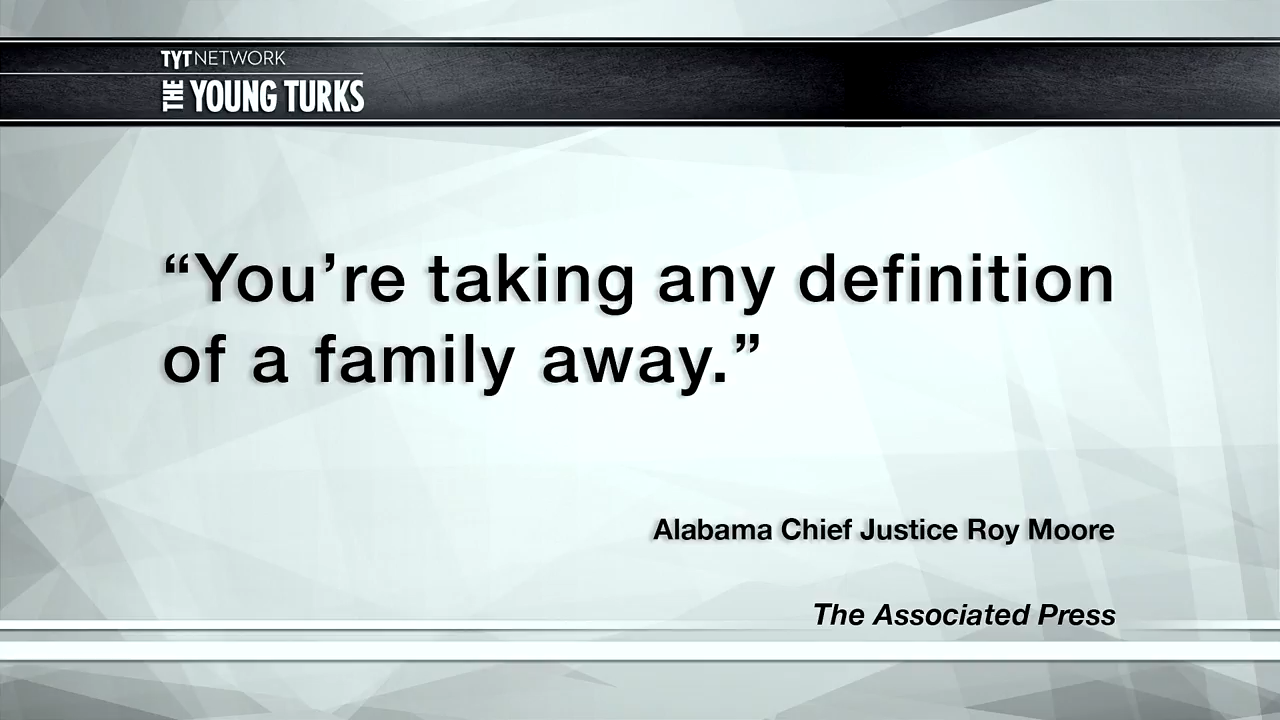 TYT NETWORK
THE YOUNG TURKS
“You’re taking any definition
of a family away.”
Alabama Chief Justice Roy Moore
The Associated Press